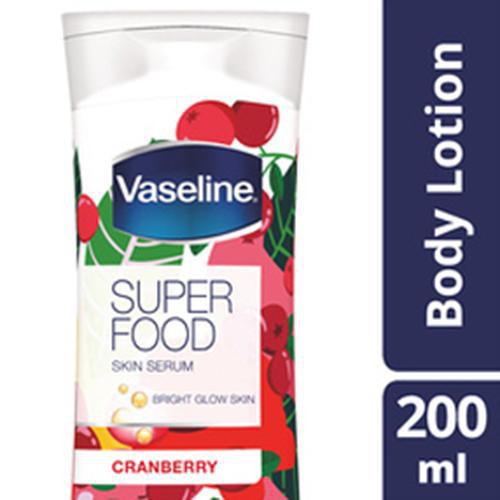 Vaseline
SUPER
FOOD
SKIN SERUM
BRIGHT GLOW SKIN
CRANBERRY
Body Lotion
200
ml